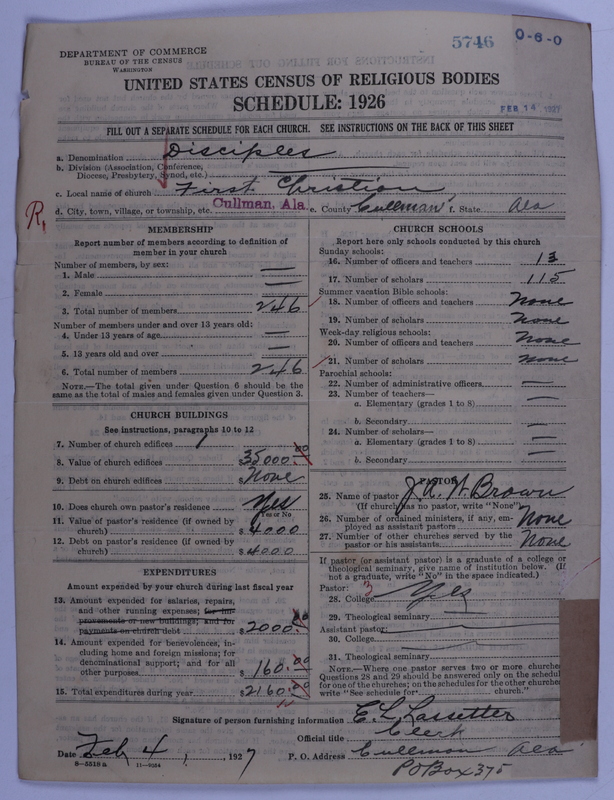 5746
0-6-0
DEPARTMENT OF COMMERCE
BUREAU OF THE CENSUS
WASHINGTON
UNITED STATES CENSUS OF RELIGIOUS BODIES
SCHEDULE: 1926
FEB 14 1927
FILL OUT A SEPARATE SCHEDULE FOR EACH CHURCH. SEE INSTRUCTIONS ON THE BACK OF THIS SHEET
a. Denomination Disciples
b. Division (Association, Conference, Diocese, Presbytery, Synod, etc.)
c. Local name of church First Christian
d. City, town, village, or township, etc. Cullman, Ala. e. County Cullman f. State Ala
R,
MEMBERSHIP
Report number of members according to definition of member in your church
Number of members, by sex:
1. Male —
2. Female —
3. Total number of members 246
Number of members under and over 13 years old:
4. Under 13 years of age —
5. 13 years old and over —
6. Total number of members 246
NOTE.—The total given under Question 6 should be the same as the total of males and females given under Question 3.
CHURCH BUILDINGS
See instructions, paragraphs 10 to 12
7. Number of church edifices 1
8. Value of church edifices $35000.00
9. Debt on church edifices $None
10. Does church own pastor's residence Yes
Yes or No
11. Value of pastor's residence (if owned by church) $4000
12. Debt on pastor's residence (if owned by church) $4000
EXPENDITURES
Amount expended by your church during last fiscal year
13. Amount expended for salaries, repairs, and other running expenses; for improvements or new buildings; and for payments on church debt $2000.
14. Amount expended for benevolences, including home and foreign missions; for denominational support; and for all other purposes $160.00
15. Total expenditures during year $2160.00
CHURCH SCHOOLS
Report here only schools conducted by this church
Sunday schools:
16. Number of officers and teachers 13
17. Number of scholars 115
Summer vacation Bible schools:
18. Number of officers and teachers None
19. Number of scholars None
Week-day religious schools:
20. Number of officers and teachers None
21. Number of scholars None
Parochial schools:
22. Number of administrative officers —
23. Number of teachers—
a. Elementary (grades 1 to 8) —
b. Secondary —
24. Number of scholars—
a. Elementary (grades 1 to 8) —
b. Secondary —
PASTOR
25. Name of pastor J. W. Brown
(If church has no pastor, write "None")
26. Number of ordained ministers, if any, employed as assistant pastors None
27. Number of other churches served by the pastor or his assistants None
If pastor (or assistant pastor) is a graduate of a college or theological seminary, give name of institution below. (If not a graduate, write "No" in the space indicated.)
Pastor: 3
28. College Yes
29. Theological seminary
Assistant pastor:
30. College
31. Theological seminary
NOTE.—Where one pastor serves two or more churches Questions 28 and 29 should be answered only on the schedule for one of the churches; on the schedules for the other churches write "See schedule for church."
Signature of person furnishing information E. L. Lassetter
Official title Clerk
Date Feb 4, 1927 P. O. Address Cullman Ala
PO Box 375
8—5518 a 11—9084